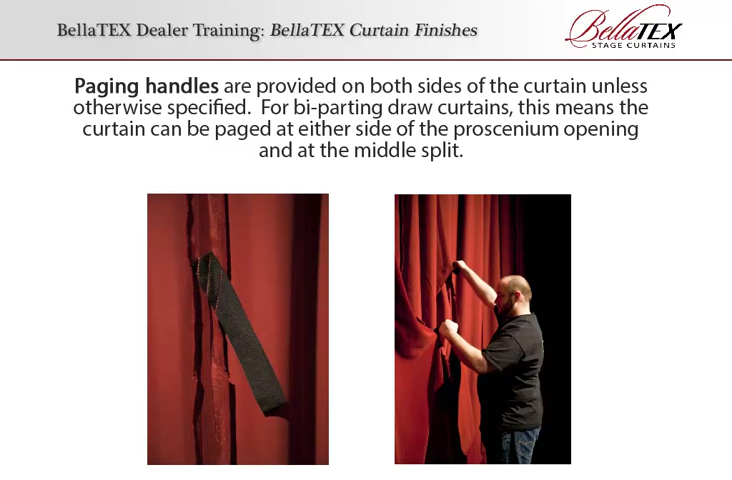 BellaTEX Dealer Training: BellaTEX Curtain Finishes
BellaTEX
STAGE CURTAINS
Paging handles are provided on both sides of the curtain unless
otherwise specified.  For bi-parting draw curtains, this means the
curtain can be paged at either side of the proscenium opening
and at the middle split.